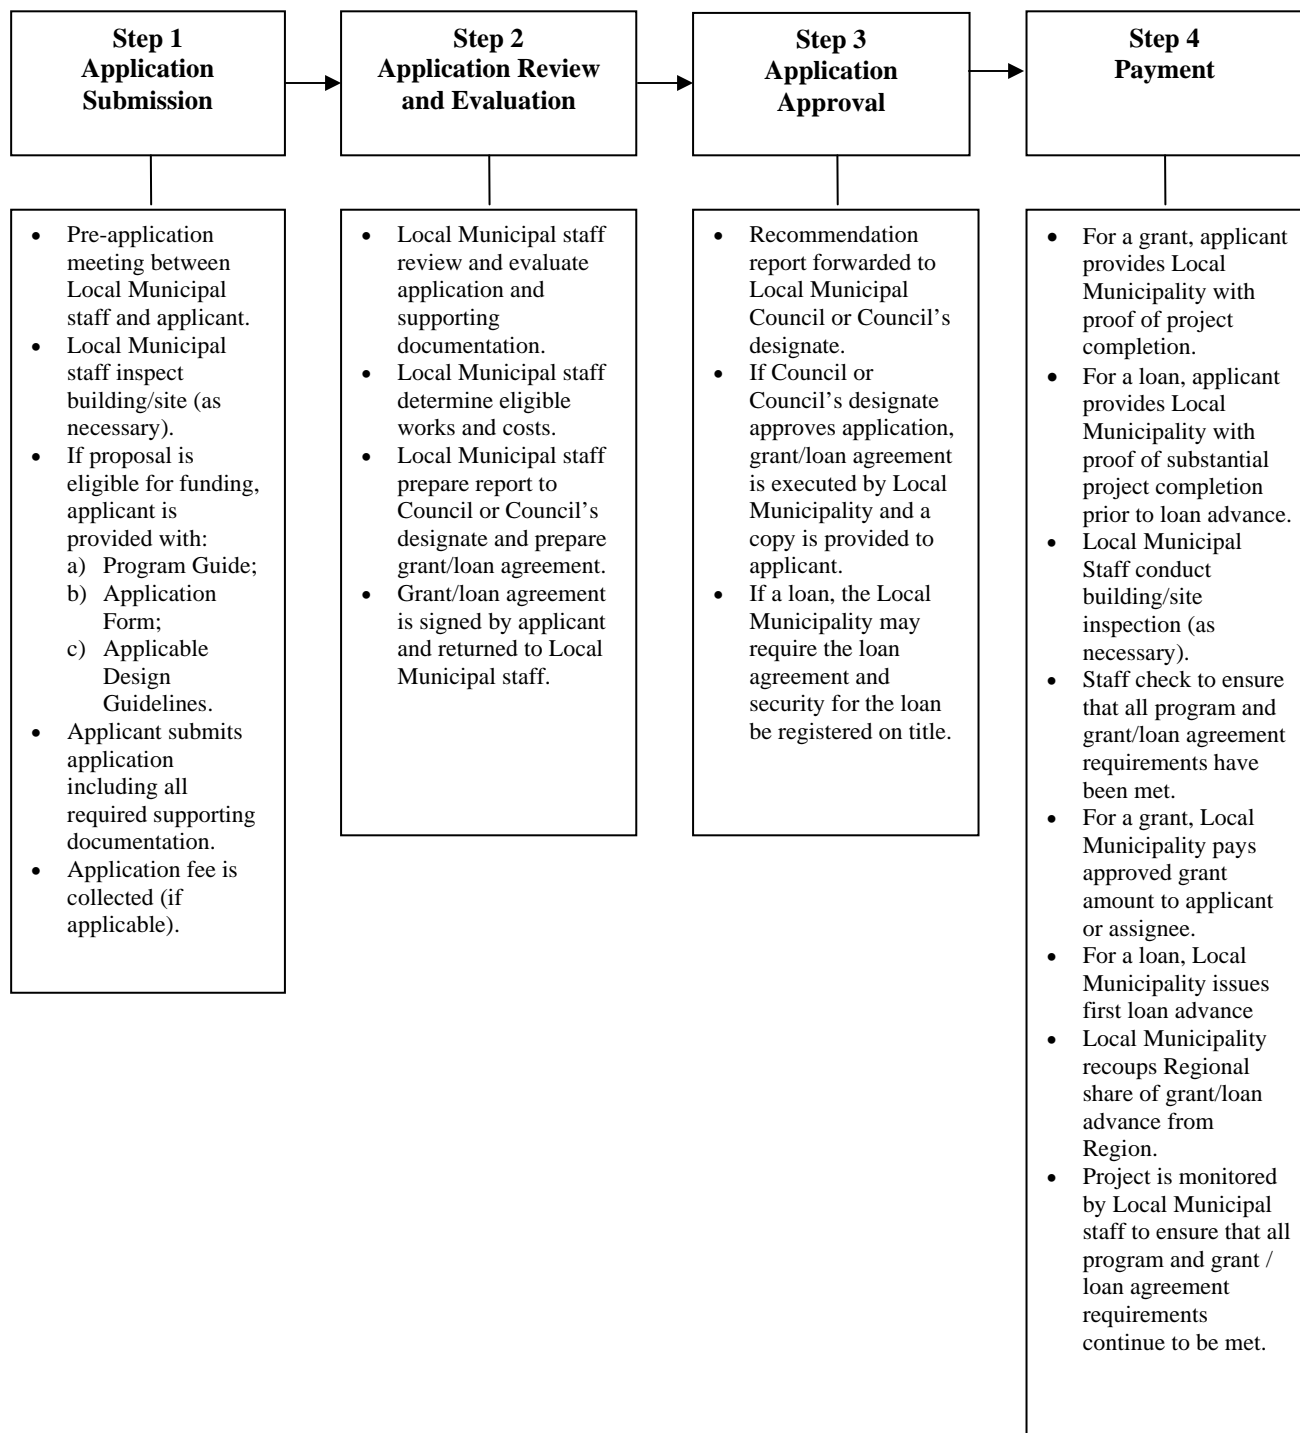 Step 1
Application
Submission
Step 2
Application Review
and Evaluation
Step 3
Application
Approval
Step 4
Payment
• Pre-application
meeting between
Local Municipal
staff and applicant.
• Local Municipal
staff inspect
building/site (as
necessary).
• If proposal is
eligible for funding,
applicant is
provided with:
a) Program Guide;
b) Application
Form;
c) Applicable
Design
Guidelines.
• Applicant submits
application
including all
required supporting
documentation.
• Application fee is
collected (if
applicable).
• Local Municipal staff
review and evaluate
application and
supporting
documentation.
• Local Municipal staff
determine eligible
works and costs.
• Local Municipal staff
prepare report to
Council or Council’s
designate and prepare
grant/loan agreement.
• Grant/loan agreement
is signed by applicant
and returned to Local
Municipal staff.
• Recommendation
report forwarded to
Local Municipal
Council or Council’s
designate.
• If Council or
Council’s designate
approves application,
grant/loan agreement
is executed by Local
Municipality and a
copy is provided to
applicant.
• If a loan, the Local
Municipality may
require the loan
agreement and
security for the loan
be registered on title.
• For a grant, applicant
provides Local
Municipality with
proof of project
completion.
• For a loan, applicant
provides Local
Municipality with
proof of substantial
project completion
prior to loan advance.
• Local Municipal
Staff conduct
building/site
inspection (as
necessary).
• Staff check to ensure
that all program and
grant/loan agreement
requirements have
been met.
• For a grant, Local
Municipality pays
approved grant
amount to applicant
or assignee.
• For a loan, Local
Municipality issues
first loan advance
• Local Municipality
recoups Regional
share of grant/loan
advance from
Region.
• Project is monitored
by Local Municipal
staff to ensure that all
program and grant /
loan agreement
requirements
continue to be met.